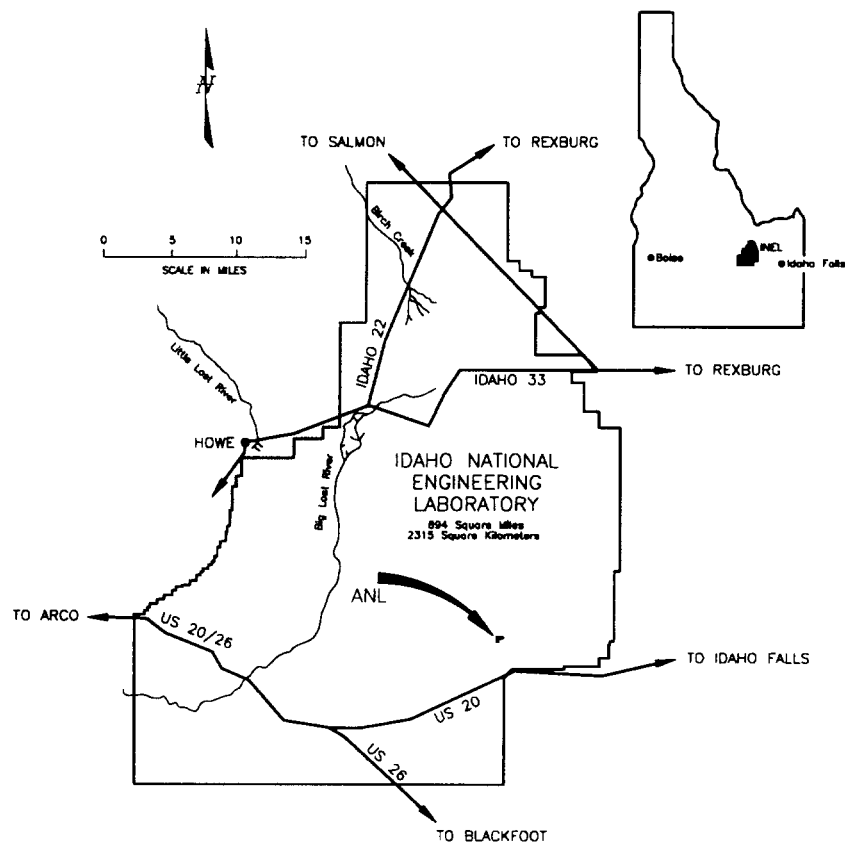 N
TO SALMON
TO REXBURG
Birch Creek
0 5 10 15
SCALE IN MILES
INEL
Boise
Idaho Falls
Little Lost River
IDAHO 22
IDAHO 33
TO REXBURG
HOWE
Big Lost River
IDAHO NATIONAL
ENGINEERING
LABORATORY
894 Square Miles
2315 Square Kilometers
ANL
TO ARCO
US 20/26
TO IDAHO FALLS
US 20
US 26
TO BLACKFOOT